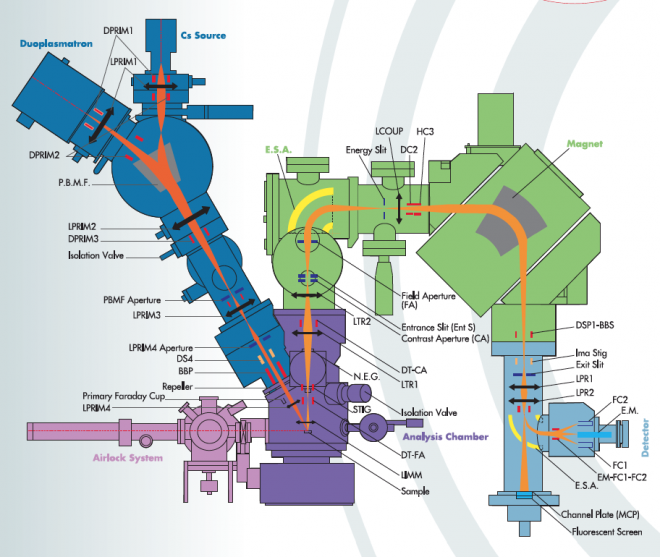 DPRIM1
Cs Source
Duoplasmatron
LPRIM1
DPRIM2
P.B.M.F.
LPRIM2
DPRIM3
Isolation Valve
PBMF Aperture
LPRIM3
LPRIM4 Aperture
DS4
BBP
Repeller
Primary Faraday Cup
LPRIM4
Airlock System
E.S.A.
Energy Slit
LCOUP
DC2
HC3
Magnet
Field Aperture
(FA)
LTR2
Entrance Slit (Ent S)
Contrast Aperture (CA)
DT-CA
N.E.G.
LTR1
STIG
Isolation Valve
Analysis Chamber
DT-FA
LIMM
Sample
DSP1-BBS
Ima Stig
Exit Slit
LPR1
LPR2
FC2
E.M.
Detector
FC1
EM-FC1-FC2
E.S.A.
Channel Plate (MCP)
Fluorescent Screen